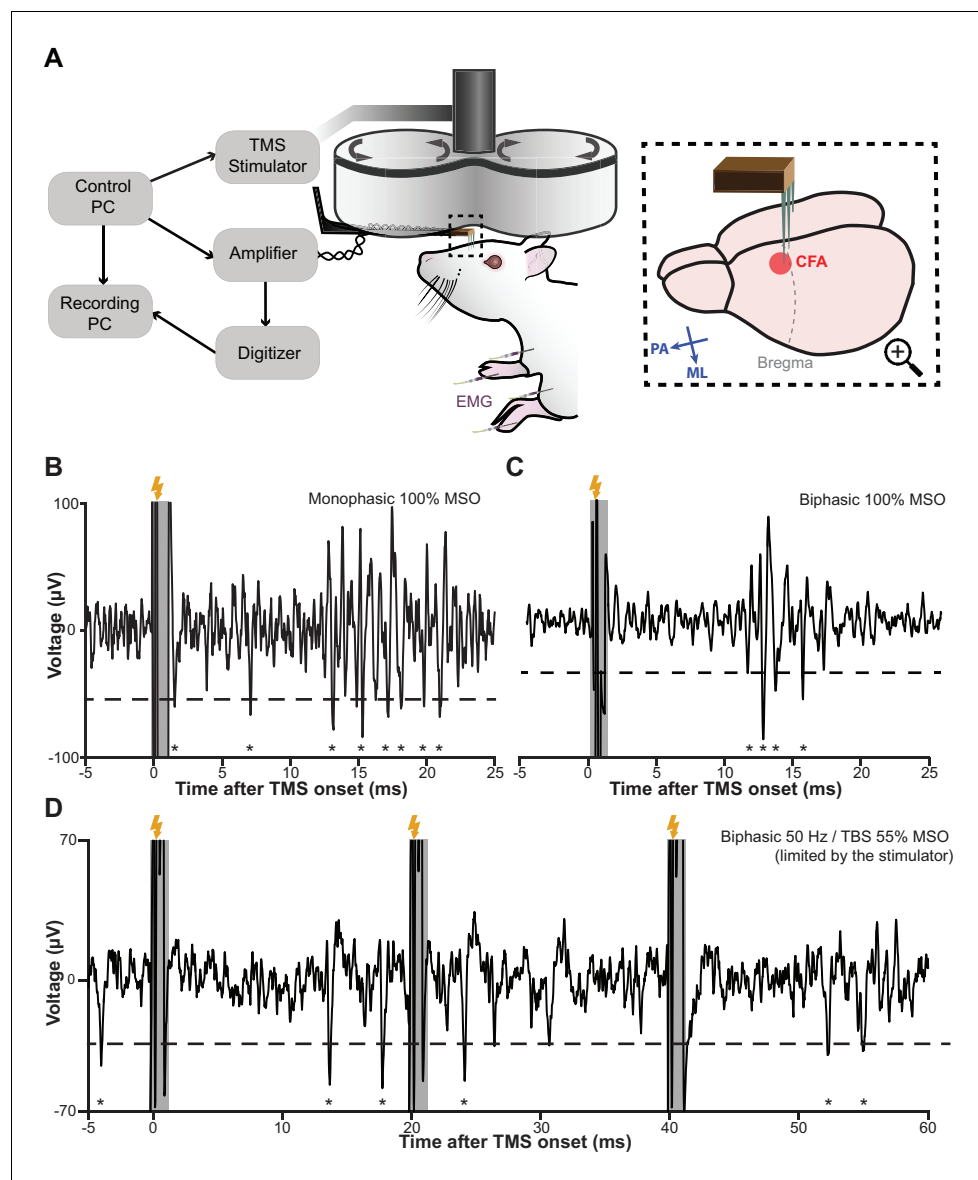 A
TMS
Stimulator
Control
PC
Amplifier
Recording
PC
Digitizer
EMG
CFA
PA
ML
Bregma
B
Monophasic 100% MSO
100
0
-100
Voltage (µV)
* * * * * * * *
-5 0 5 10 15 20 25
Time after TMS onset (ms)
C
Biphasic 100% MSO
* * * *
-5 0 5 10 15 20 25
Time after TMS onset (ms)
D
Biphasic 50 Hz / TBS 55% MSO
(limited by the stimulator)
70
0
-70
Voltage (µV)
* * * * * *
-5 0 10 20 30 40 50 60
Time after TMS onset (ms)